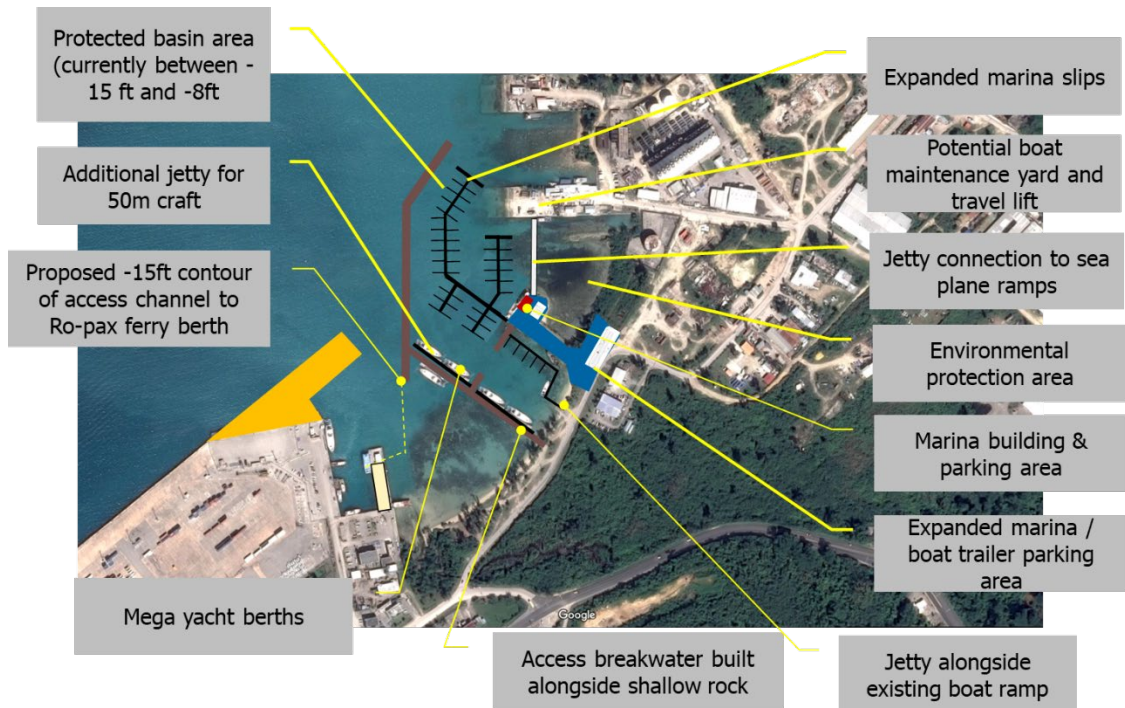 Protected basin area
(currently between -
15 ft and -8ft
Additional jetty for
50m craft
Proposed -15ft contour
of access channel to
Ro-pax ferry berth
Mega yacht berths
Access breakwater built
alongside shallow rock
Jetty alongside
existing boat ramp
Expanded marina slips
Potential boat
maintenance yard and
travel lift
Jetty connection to sea
plane ramps
Environmental
protection area
Marina building &
parking area
Expanded marina /
boat trailer parking
area
Google